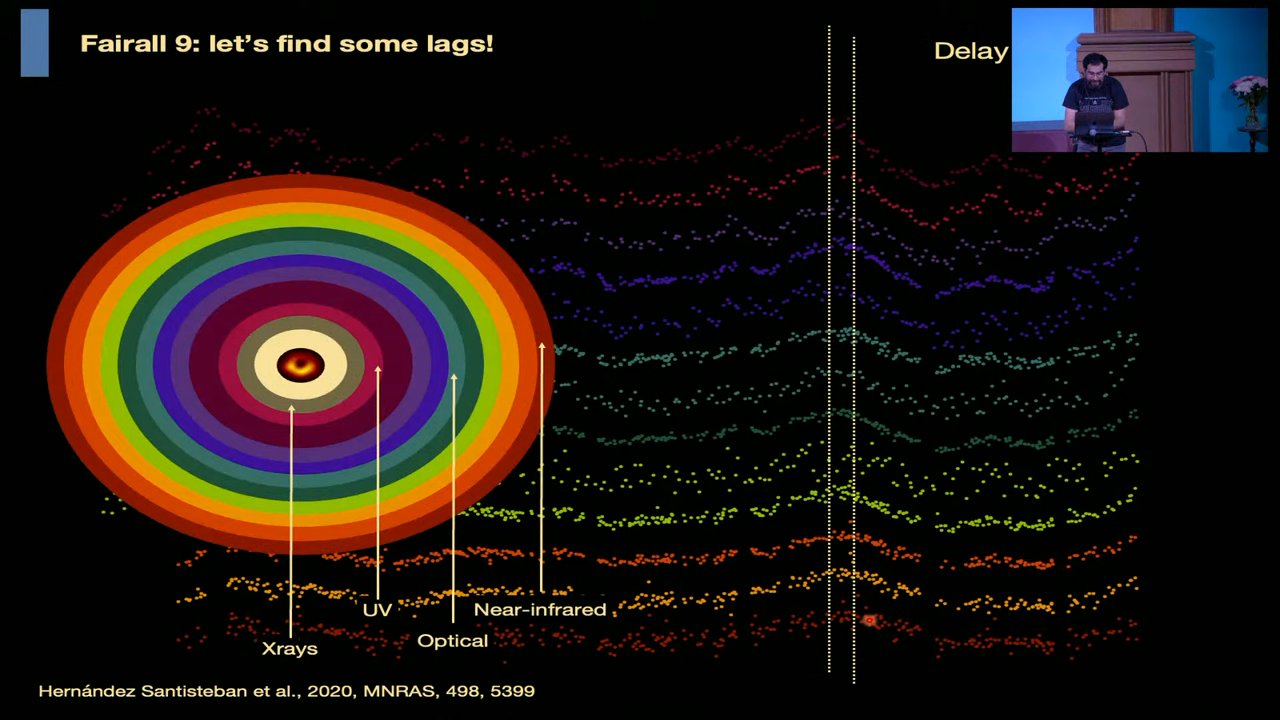 Fairall 9: let's find some lags!
Delay
UV
Near-infrared
Optical
Xrays
Hernández Santisteban et al., 2020, MNRAS, 498, 5399